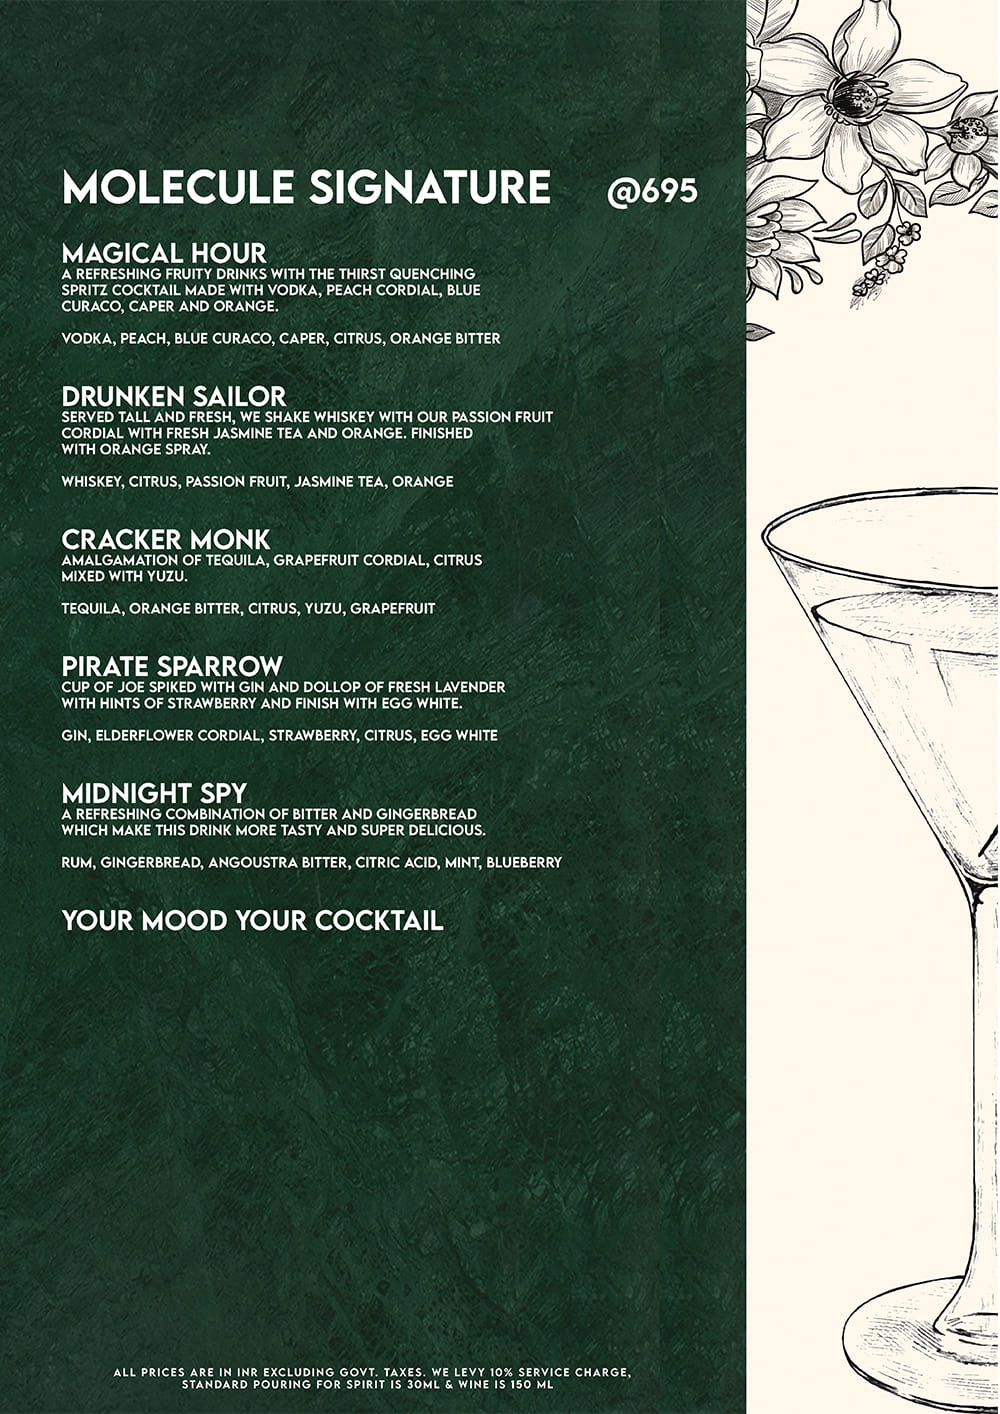 MOLECULE SIGNATURE @695
MAGICAL HOUR
A REFRESHING FRUITY DRINKS WITH THE THIRST QUENCHING
SPRITZ COCKTAIL MADE WITH VODKA, PEACH CORDIAL, BLUE
CURACO, CAPER AND ORANGE.
VODKA, PEACH, BLUE CURACO, CAPER, CITRUS, ORANGE BITTER
DRUNKEN SAILOR
SERVED TALL AND FRESH, WE SHAKE WHISKEY WITH OUR PASSION FRUIT
CORDIAL WITH FRESH JASMINE TEA AND ORANGE. FINISHED
WITH ORANGE SPRAY.
WHISKEY, CITRUS, PASSION FRUIT, JASMINE TEA, ORANGE
CRACKER MONK
AMALGAMATION OF TEQUILA, GRAPEFRUIT CORDIAL, CITRUS
MIXED WITH YUZU.
TEQUILA, ORANGE BITTER, CITRUS, YUZU, GRAPEFRUIT
PIRATE SPARROW
CUP OF JOE SPIKED WITH GIN AND DOLLOP OF FRESH LAVENDER
WITH HINTS OF STRAWBERRY AND FINISH WITH EGG WHITE.
GIN, ELDERFLOWER CORDIAL, STRAWBERRY, CITRUS, EGG WHITE
MIDNIGHT SPY
A REFRESHING COMBINATION OF BITTER AND GINGERBREAD
WHICH MAKE THIS DRINK MORE TASTY AND SUPER DELICIOUS.
RUM, GINGERBREAD, ANGOUSTRA BITTER, CITRIC ACID, MINT, BLUEBERRY
YOUR MOOD YOUR COCKTAIL
ALL PRICES ARE IN INR EXCLUDING GOVT. TAXES. WE LEVY 10% SERVICE CHARGE,
STANDARD POURING FOR SPIRIT IS 30ML & WINE IS 150 ML